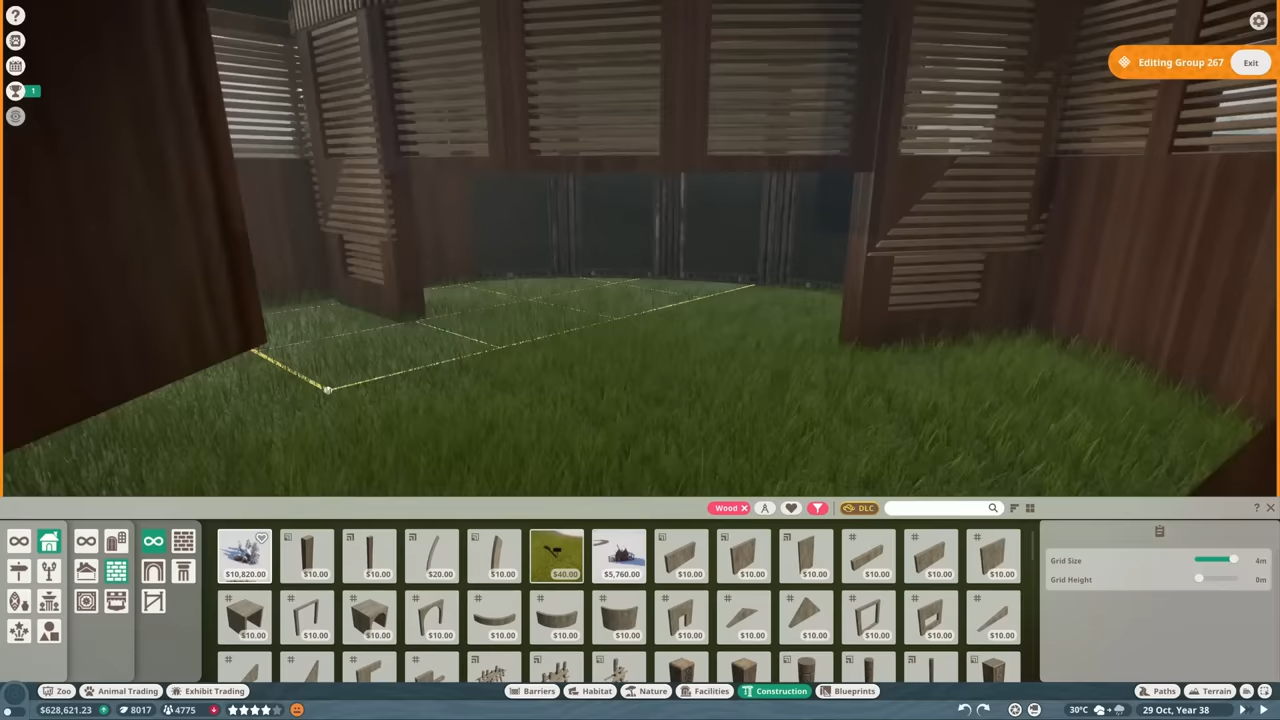 ?
1
Editing Group 267 Exit
Wood × DLC
? ×
$10,820.00 $10.00 $10.00 $20.00 $10.00 $40.00 $5,760.00 $10.00 $10.00 $10.00 $10.00 $10.00 $10.00
$10.00 $10.00 $10.00 $10.00 $10.00 $10.00 $10.00 $10.00 $10.00 $10.00 $10.00 $10.00 $10.00
Grid Size 4m
Grid Height 0m
Zoo Animal Trading Exhibit Trading Barriers Habitat Nature Facilities Construction Blueprints Paths Terrain
$628,621.23 8017 4775 30°C 29 Oct, Year 38